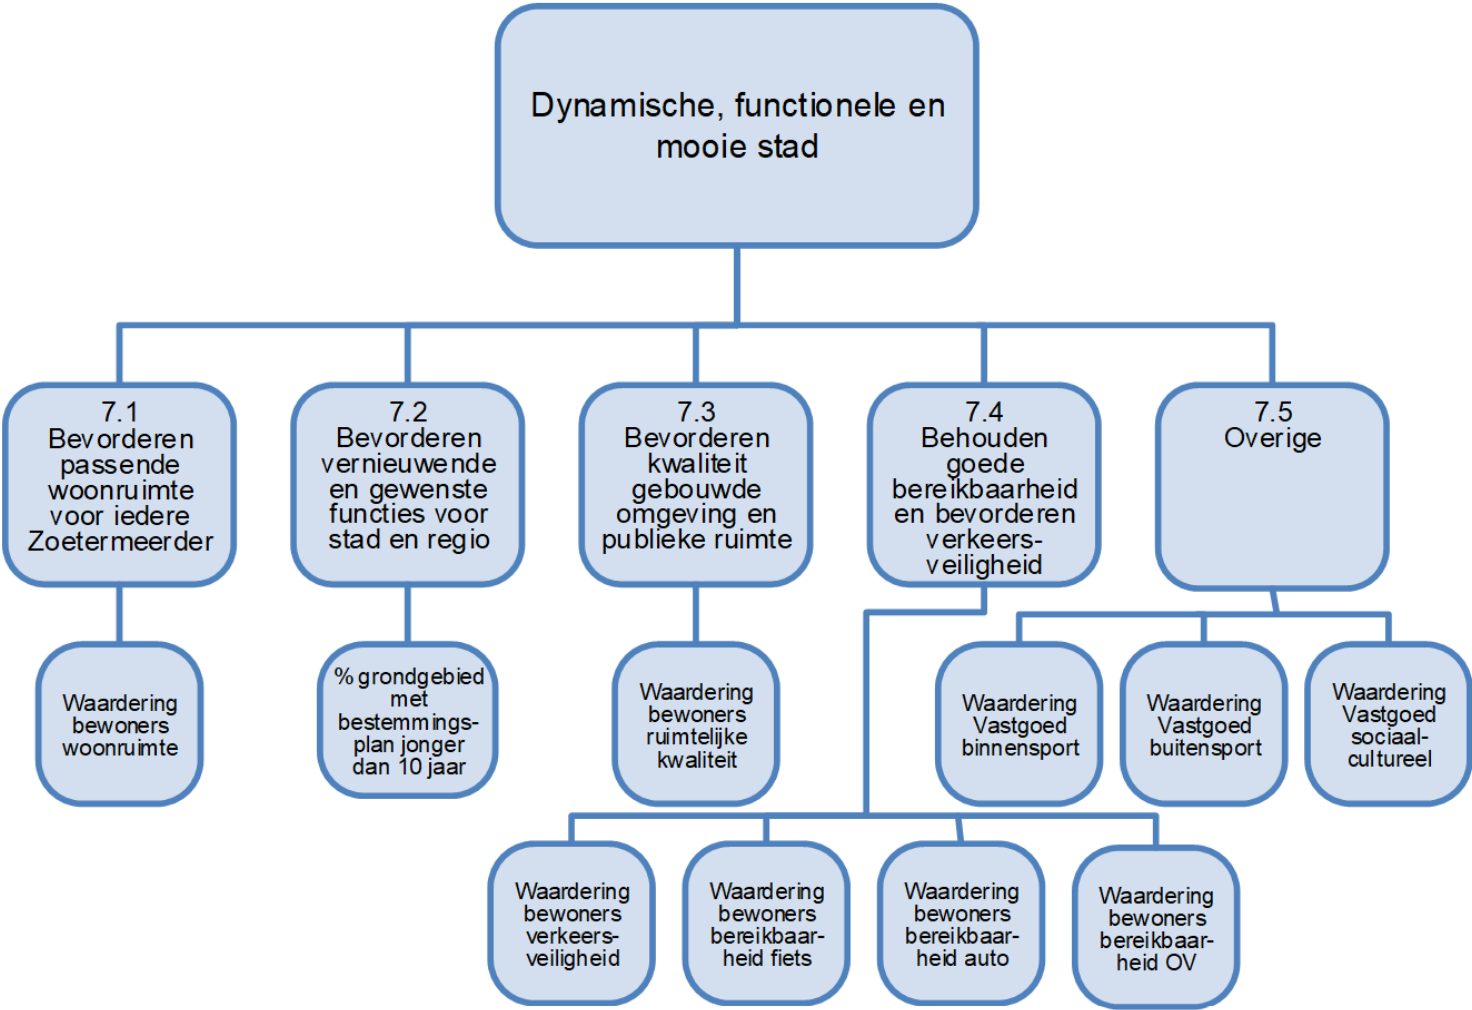 Dynamische, functionele en
mooie stad
7.1
Bevorderen
passende
woonruimte
voor iedere
Zoetermeerder
7.2
Bevorderen
vernieuwende
en gewenste
functies voor
stad en regio
7.3
Bevorderen
kwaliteit
gebouwde
omgeving en
publieke ruimte
7.4
Behouden
goede
bereikbaarheid
en bevorderen
verkeers-
veiligheid
7.5
Overige
Waardering
bewoners
woonruimte
% grondgebied
met
bestemmings-
plan jonger
dan 10 jaar
Waardering
bewoners
ruimtelijke
kwaliteit
Waardering
Vastgoed
binnensport
Waardering
Vastgoed
buitensport
Waardering
Vastgoed
sociaal-
cultureel
Waardering
bewoners
verkeers-
veiligheid
Waardering
bewoners
bereikbaar-
heid fiets
Waardering
bewoners
bereikbaar-
heid auto
Waardering
bewoners
bereikbaar-
heid OV